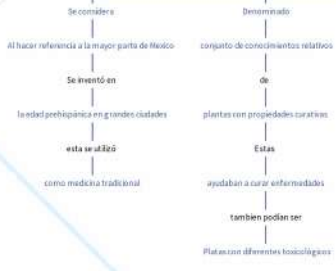 Se considera
Al hacer referencia a la mayor parte de Mexico
Se inventó en
la edad prehispánica en grandes ciudades
esta se utilizó
como medicina tradicional
Denominado
conjunto de conocimientos relativos
de
plantas con propiedades curativas
Estas
ayudaban a curar enfermedades
tambien podían ser
Platas con diferentes toxicológicos